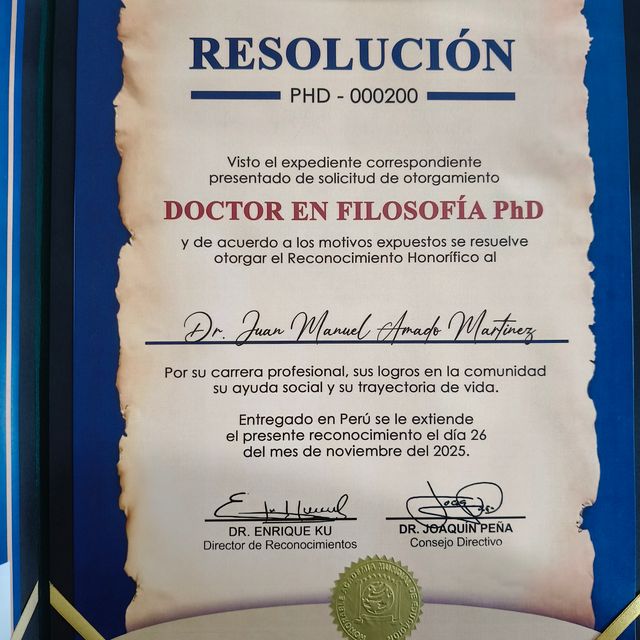 RESOLUCIÓN
PHD - 000200
Visto el expediente correspondiente
presentado de solicitud de otorgamiento
DOCTOR EN FILOSOFÍA PhD
y de acuerdo a los motivos expuestos se resuelve
otorgar el Reconocimiento Honorífico al
Dr. Juan Manuel Amado Martinez
Por su carrera profesional, sus logros en la comunidad
su ayuda social y su trayectoria de vida.
Entregado en Perú se le extiende
el presente reconocimiento el día 26
del mes de noviembre del 2025.
DR. ENRIQUE KU
Director de Reconocimientos
DR. JOAQUÍN PEÑA
Consejo Directivo